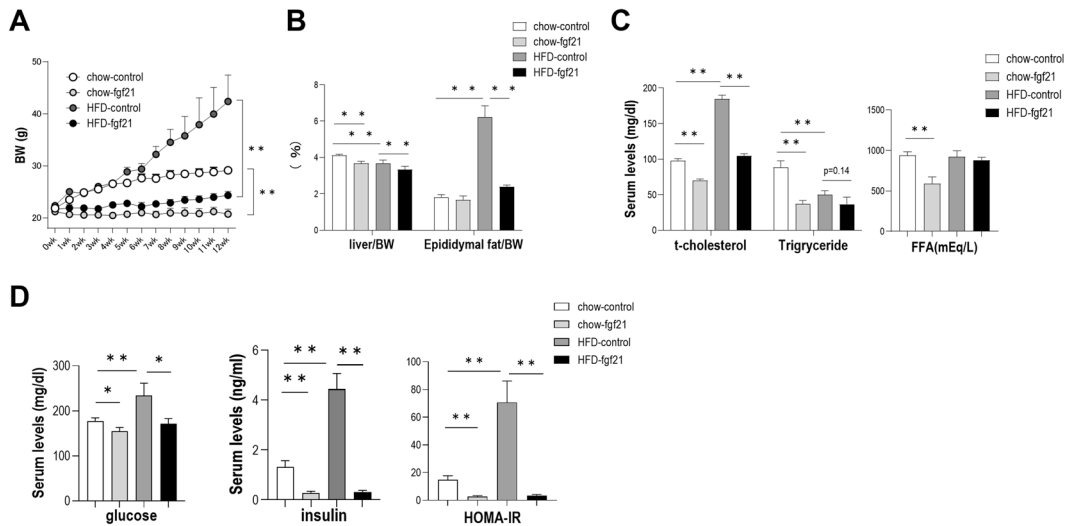 A
BW (g)
50
40
30
20
chow-control
chow-fgf21
HFD-control
HFD-fgf21
* *
* *
0wk 1wk 2wk 3wk 4wk 5wk 6wk 7wk 8wk 9wk 10wk 11wk 12wk
B
chow-control
chow-fgf21
HFD-control
HFD-fgf21
( %)
8
6
4
2
0
* *
* *
* *
* *
* *
liver/BW Epididymal fat/BW
C
Serum levels (mg/dl)
200
150
100
50
0
* *
* *
* *
* *
* *
p=0.14
t-cholesterol Trigryceride
chow-control
chow-fgf21
HFD-control
HFD-fgf21
1500
1000
500
0
* *
FFA(mEq/L)
D
chow-control
chow-fgf21
HFD-control
HFD-fgf21
Serum levels (mg/dl)
300
200
100
0
* *
*
*
glucose
Serum levels (ng/ml)
6
4
2
0
* *
* *
* *
insulin
100
80
60
40
20
0
* *
* *
* *
HOMA-IR